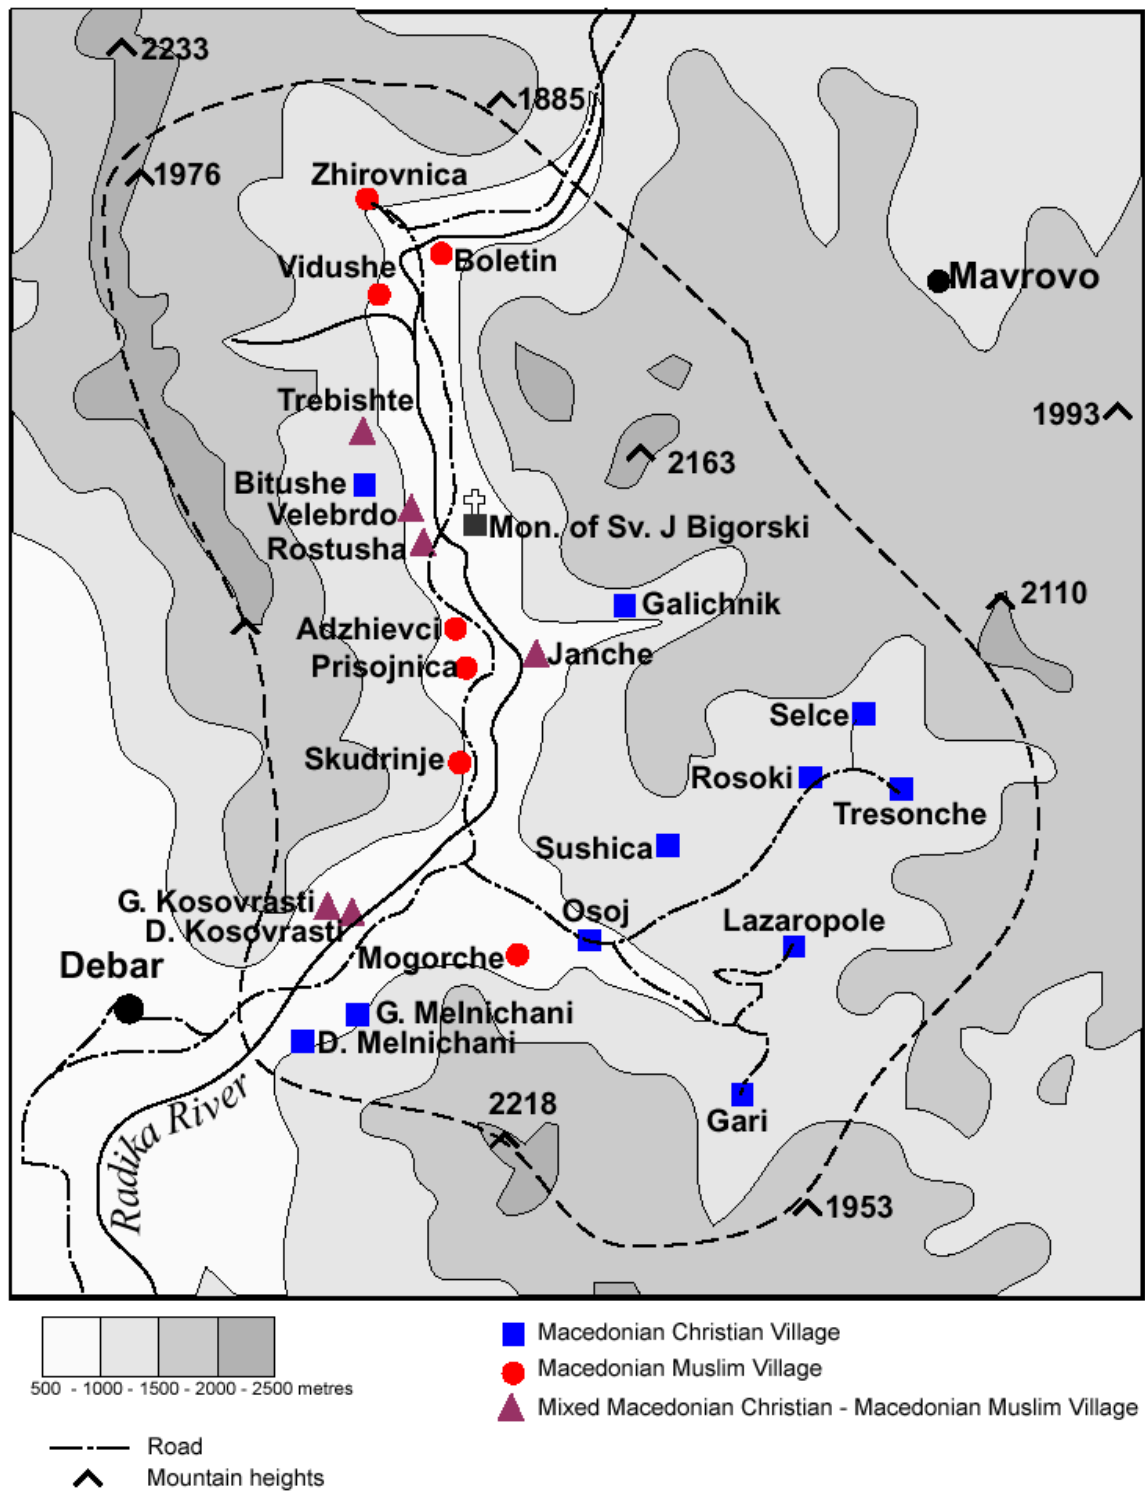 2233
1885
1976
Zhirovnica
Boletin
Vidushe
Mavrovo
Trebishte
1993
2163
Bitushe
Velebrdo
Mon. of Sv. J Bigorski
Rostusha
2110
Galichnik
Adzhievci
Janche
Prisojnica
Selce
Skudrinje
Rosoki
Tresonche
Sushica
G. Kosovrasti
D. Kosovrasti
Osoj
Lazaropole
Mogorche
Debar
G. Melnichani
D. Melnichani
Radika River
2218
Gari
1953
500 - 1000 - 1500 - 2000 - 2500 metres
Macedonian Christian Village
Macedonian Muslim Village
Mixed Macedonian Christian - Macedonian Muslim Village
Road
Mountain heights